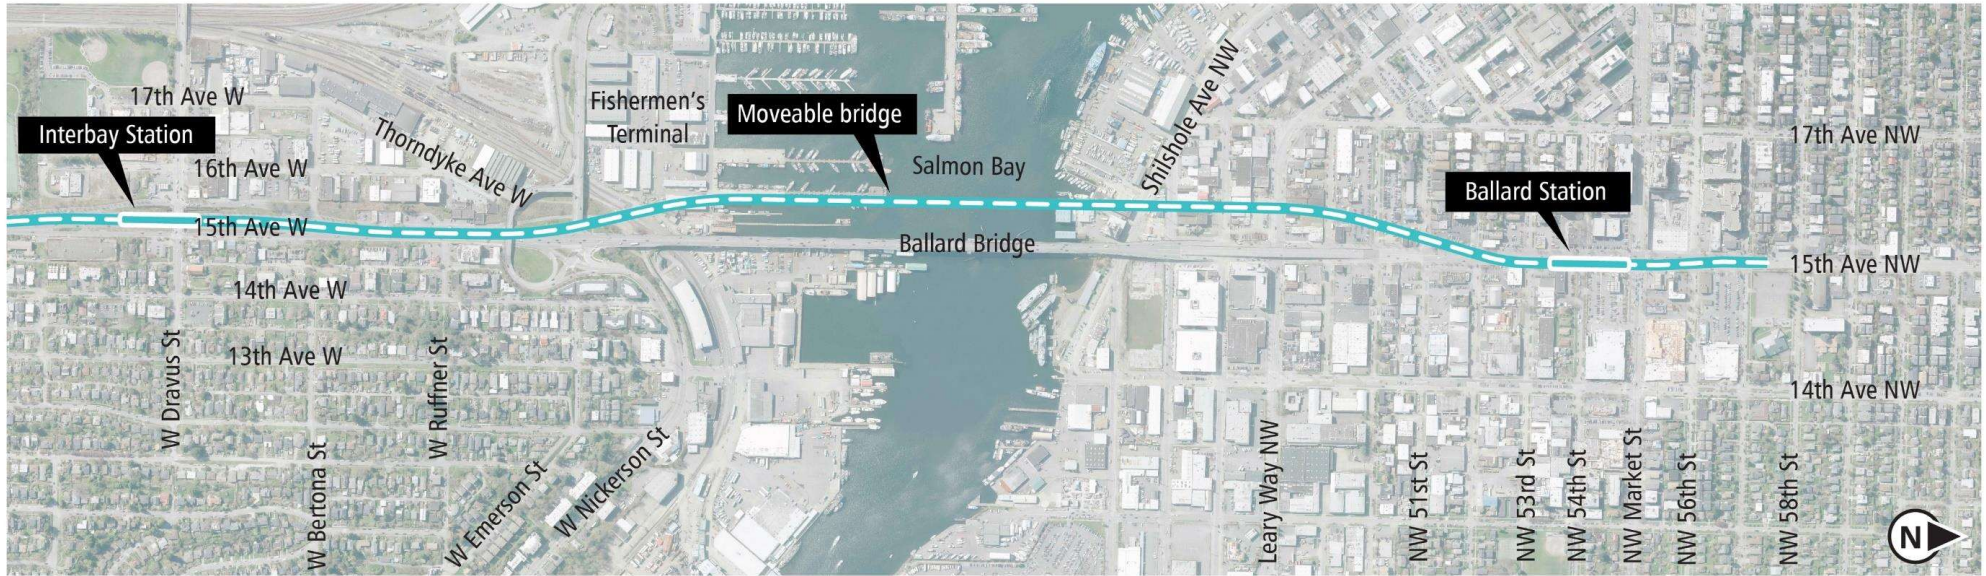 17th Ave W
Interbay Station
16th Ave W
15th Ave W
14th Ave W
13th Ave W
Thorndyke Ave W
Fishermen's
Terminal
Moveable bridge
Salmon Bay
Ballard Bridge
Shilshole Ave NW
Ballard Station
17th Ave NW
15th Ave NW
14th Ave NW
W Dravus St
W Bertona St
W Ruffner St
W Emerson St
W Nickerson St
Leary Way NW
NW 51st St
NW 53rd St
NW 54th St
NW Market St
NW 56th St
NW 58th St
N